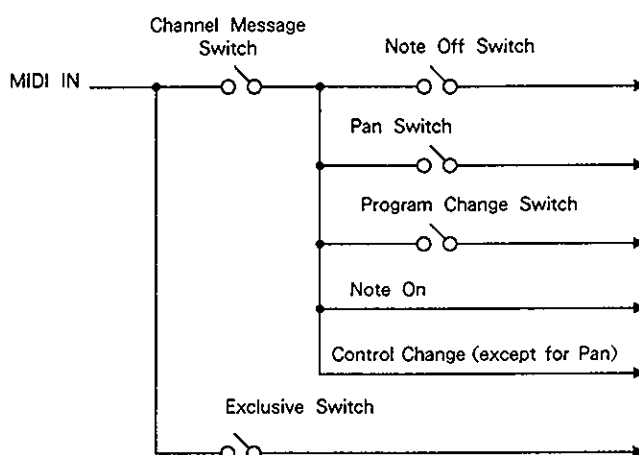 Channel Message
Switch
Note Off Switch
MIDI IN
Pan Switch
Program Change Switch
Note On
Control Change (except for Pan)
Exclusive Switch